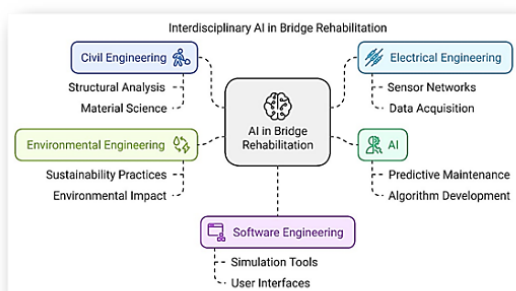 Interdisciplinary AI in Bridge Rehabilitation
Civil Engineering
Structural Analysis
Material Science
Electrical Engineering
Sensor Networks
Data Acquisition
AI in Bridge
Rehabilitation
Environmental Engineering
Sustainability Practices
Environmental Impact
AI
Predictive Maintenance
Algorithm Development
Software Engineering
Simulation Tools
User Interfaces